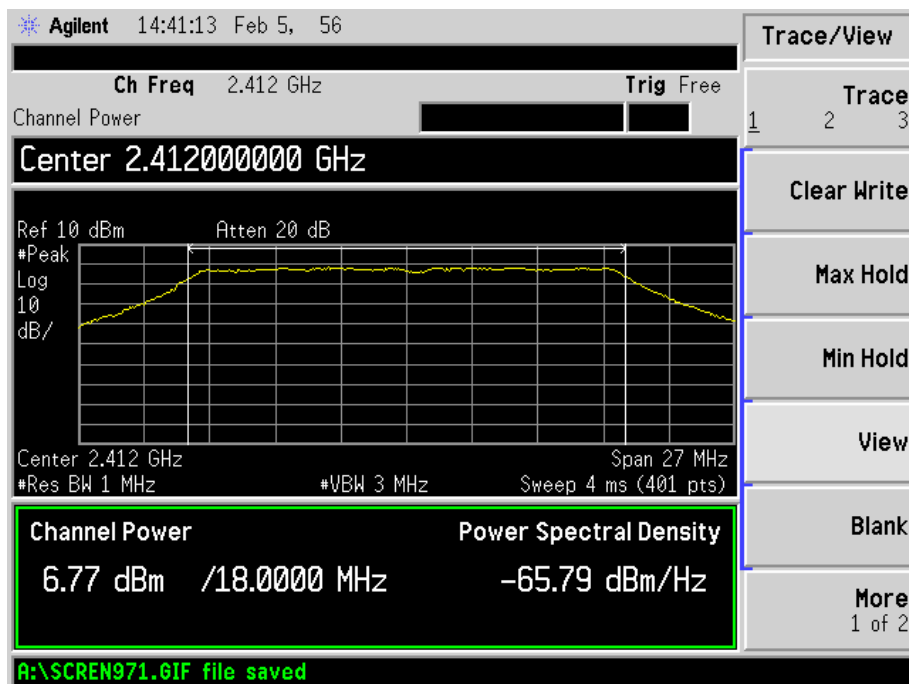 Agilent 14:41:13 Feb 5, 56
Ch Freq 2.412 GHz Trig Free
Channel Power
Center 2.412000000 GHz
Ref 10 dBm Atten 20 dB
#Peak
Log
10
dB/
Center 2.412 GHz Span 27 MHz
#Res BW 1 MHz #VBW 3 MHz Sweep 4 ms (401 pts)
Channel Power Power Spectral Density
6.77 dBm /18.0000 MHz -65.79 dBm/Hz
A:\SCREN971.GIF file saved
Trace/View
Trace
1 2 3
Clear Write
Max Hold
Min Hold
View
Blank
More
1 of 2